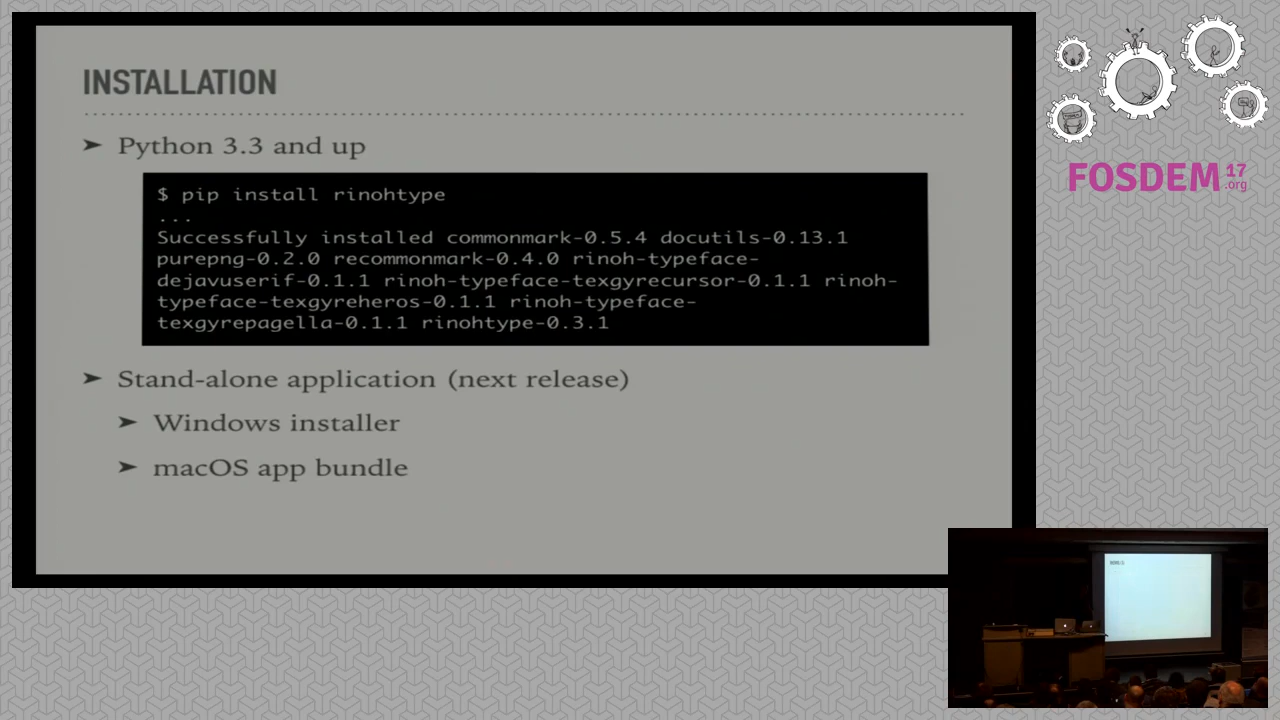 INSTALLATION
➤ Python 3.3 and up
$ pip install rinohtype
...
Successfully installed commonmark-0.5.4 docutils-0.13.1
purepng-0.2.0 recommonmark-0.4.0 rinoh-typeface-
dejavuserif-0.1.1 rinoh-typeface-texgyrecursor-0.1.1 rinoh-
typeface-texgyreheros-0.1.1 rinoh-typeface-
texgyrepagella-0.1.1 rinohtype-0.3.1
➤ Stand-alone application (next release)
➤ Windows installer
➤ macOS app bundle
FOSDEM 17
.org